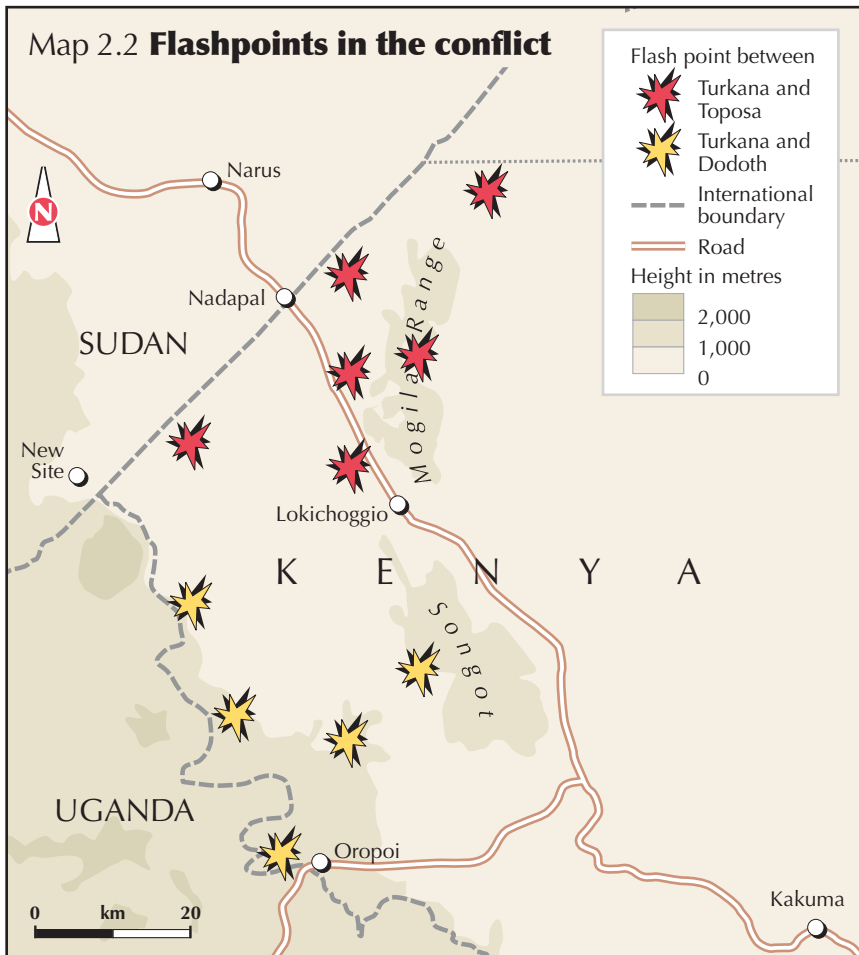 Map 2.2 Flashpoints in the conflict
Flash point between
Turkana and
Toposa
Turkana and
Dodoth
International
boundary
Road
Height in metres
2,000
1,000
0
N
Narus
Nadapal
SUDAN
Mogila Range
New
Site
Lokichoggio
KENYA
Songot
UGANDA
Oropoi
0 km 20
Kakuma